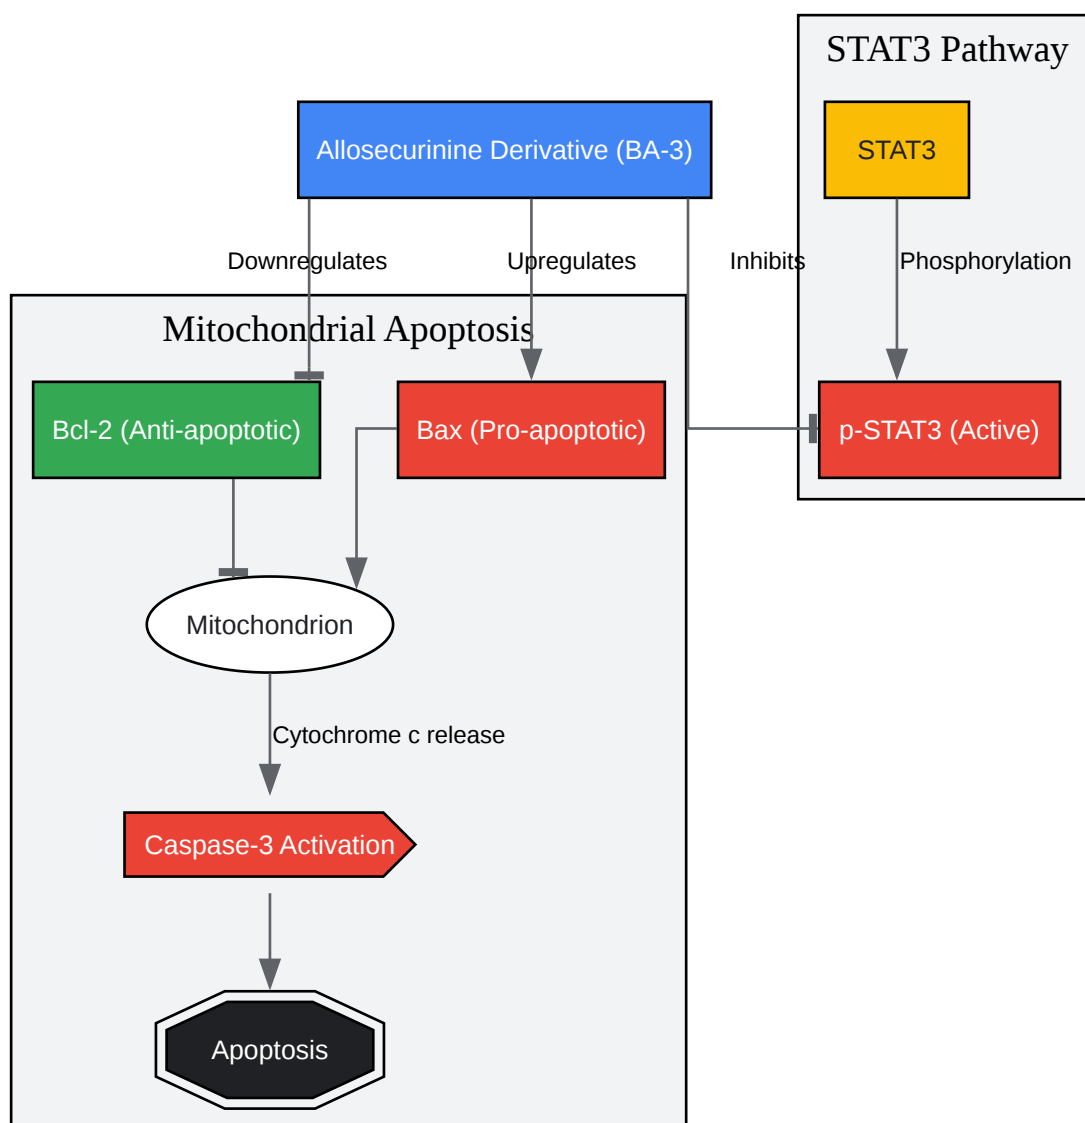 STAT3 Pathway
Allosecurinine Derivative (BA-3)
STAT3
Downregulates
Upregulates
Inhibits
Phosphorylation
Mitochondrial Apoptosis
Bcl-2 (Anti-apoptotic)
Bax (Pro-apoptotic)
p-STAT3 (Active)
Mitochondrion
Cytochrome c release
Caspase-3 Activation
Apoptosis